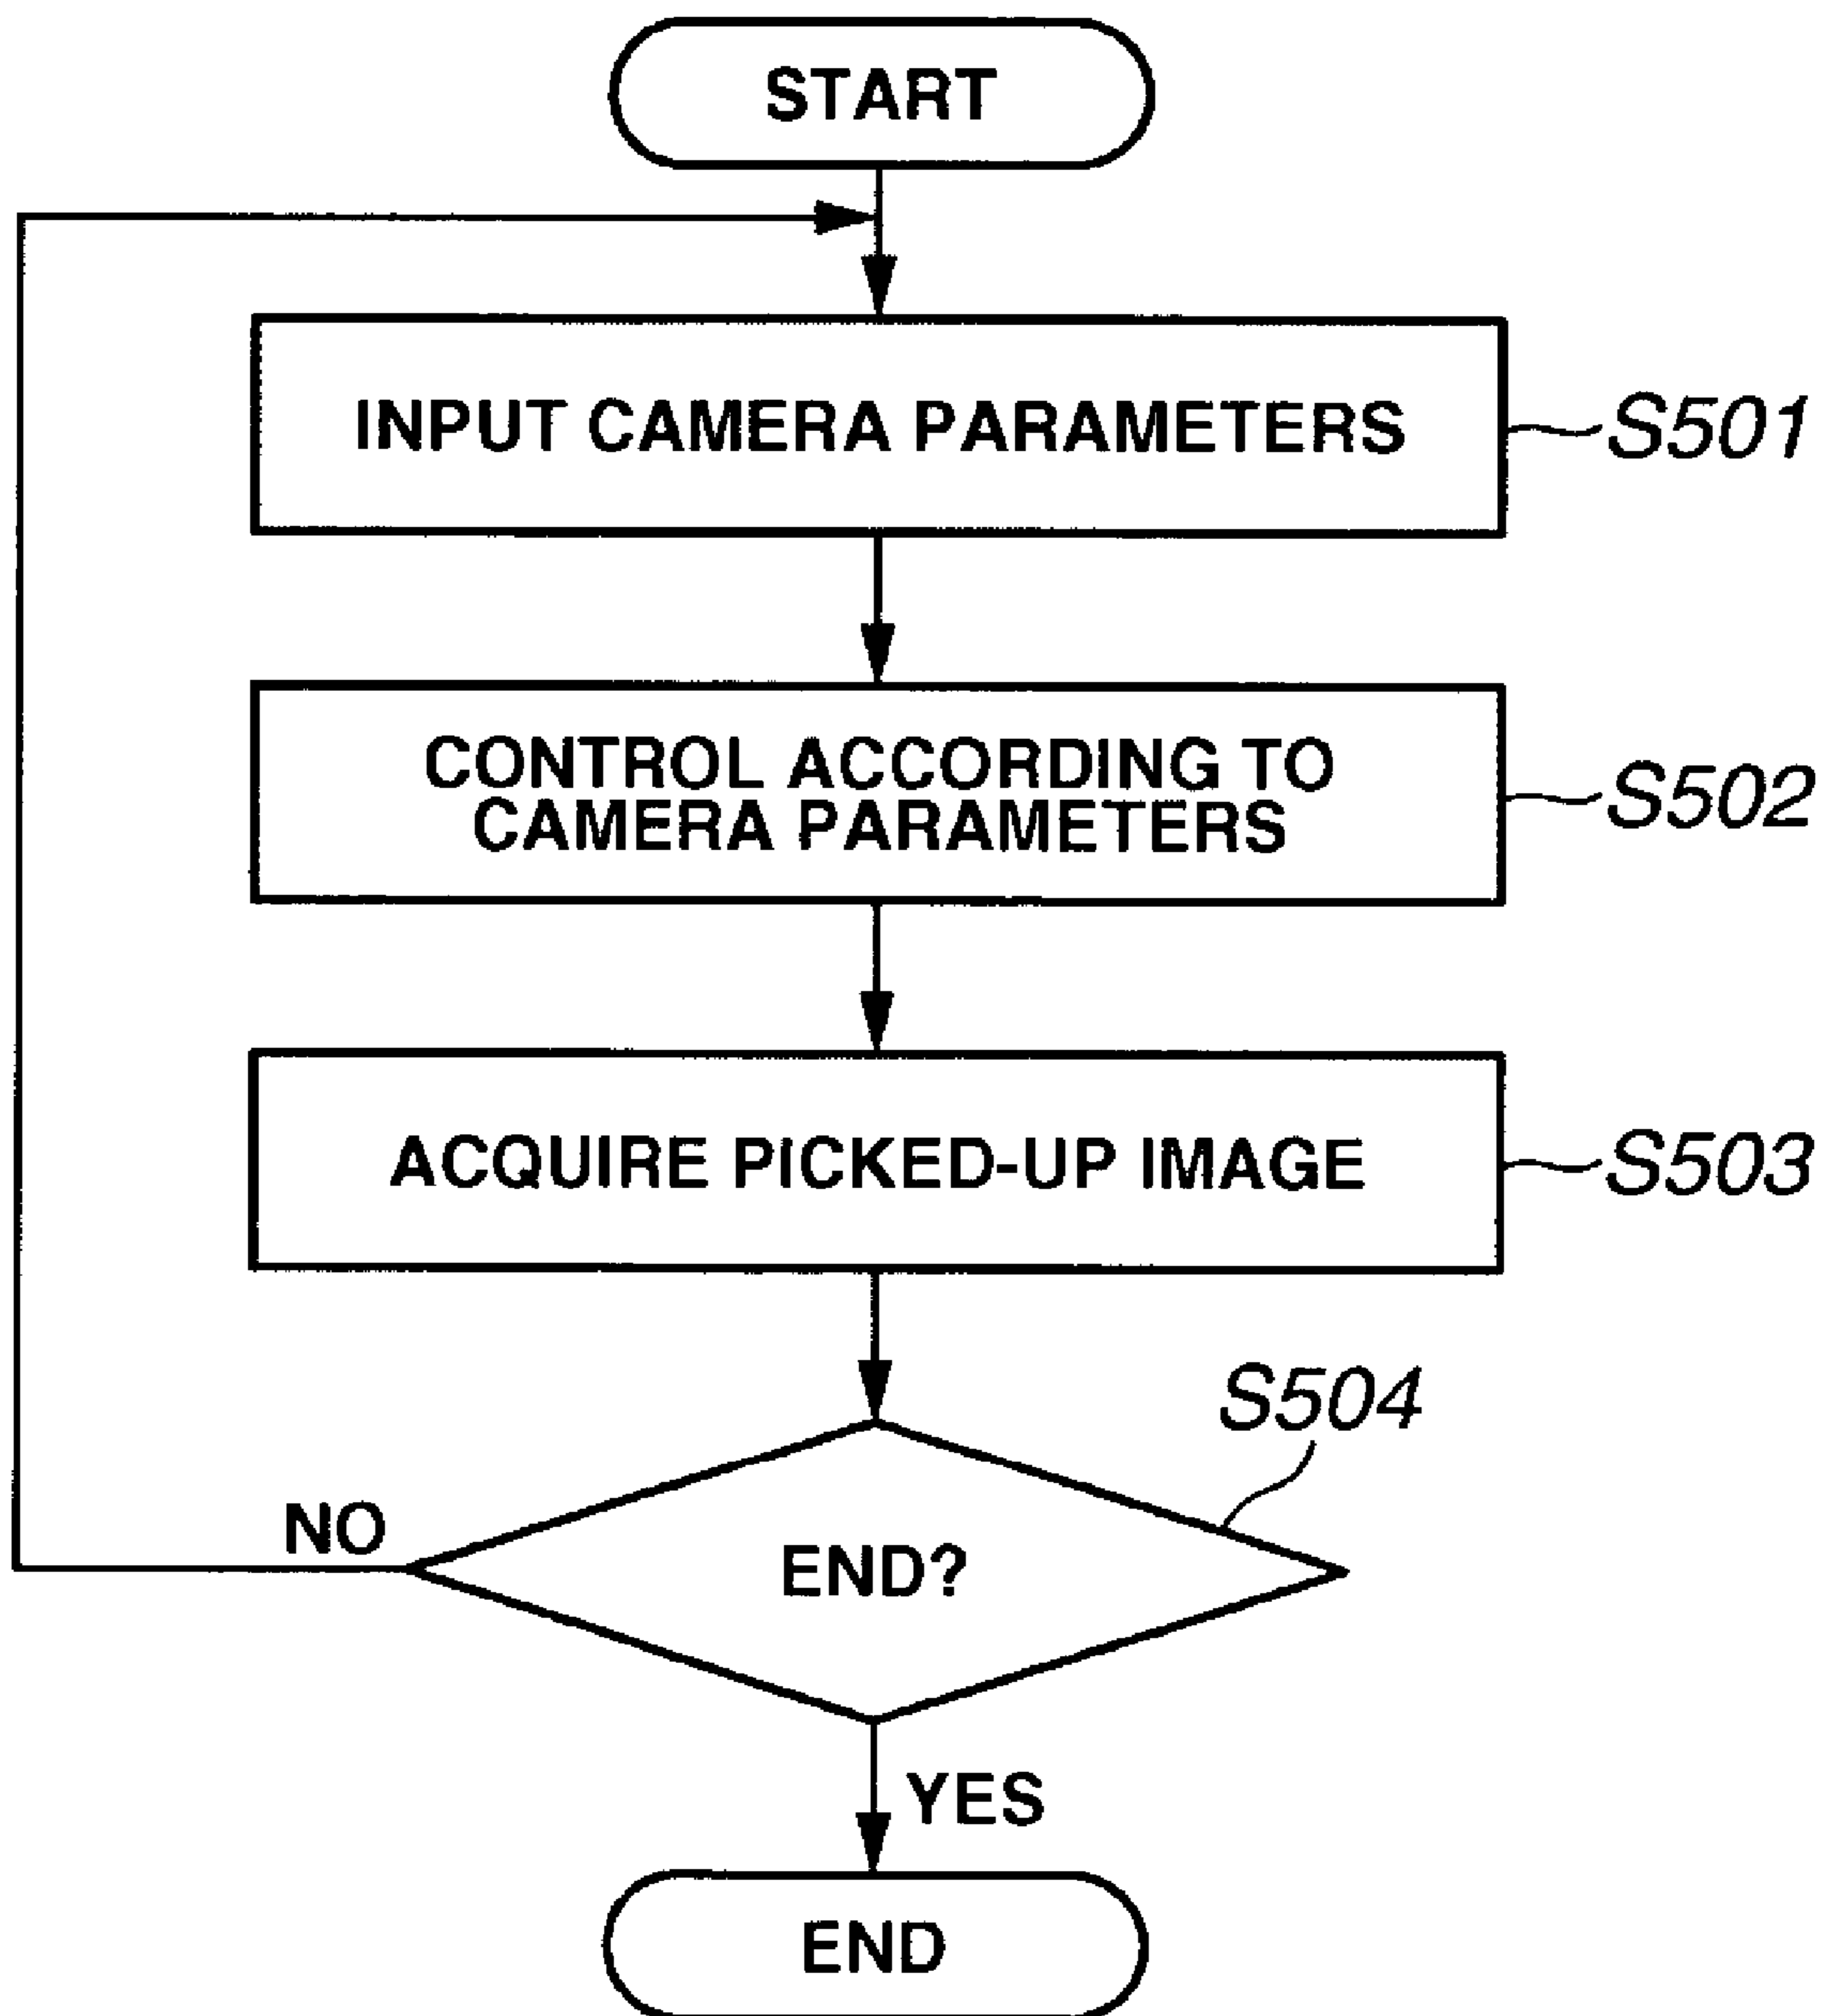 START
INPUT CAMERA PARAMETERS
S501
CONTROL ACCORDING TO
CAMERA PARAMETERS
S502
ACQUIRE PICKED-UP IMAGE
S503
S504
NO
END?
YES
END